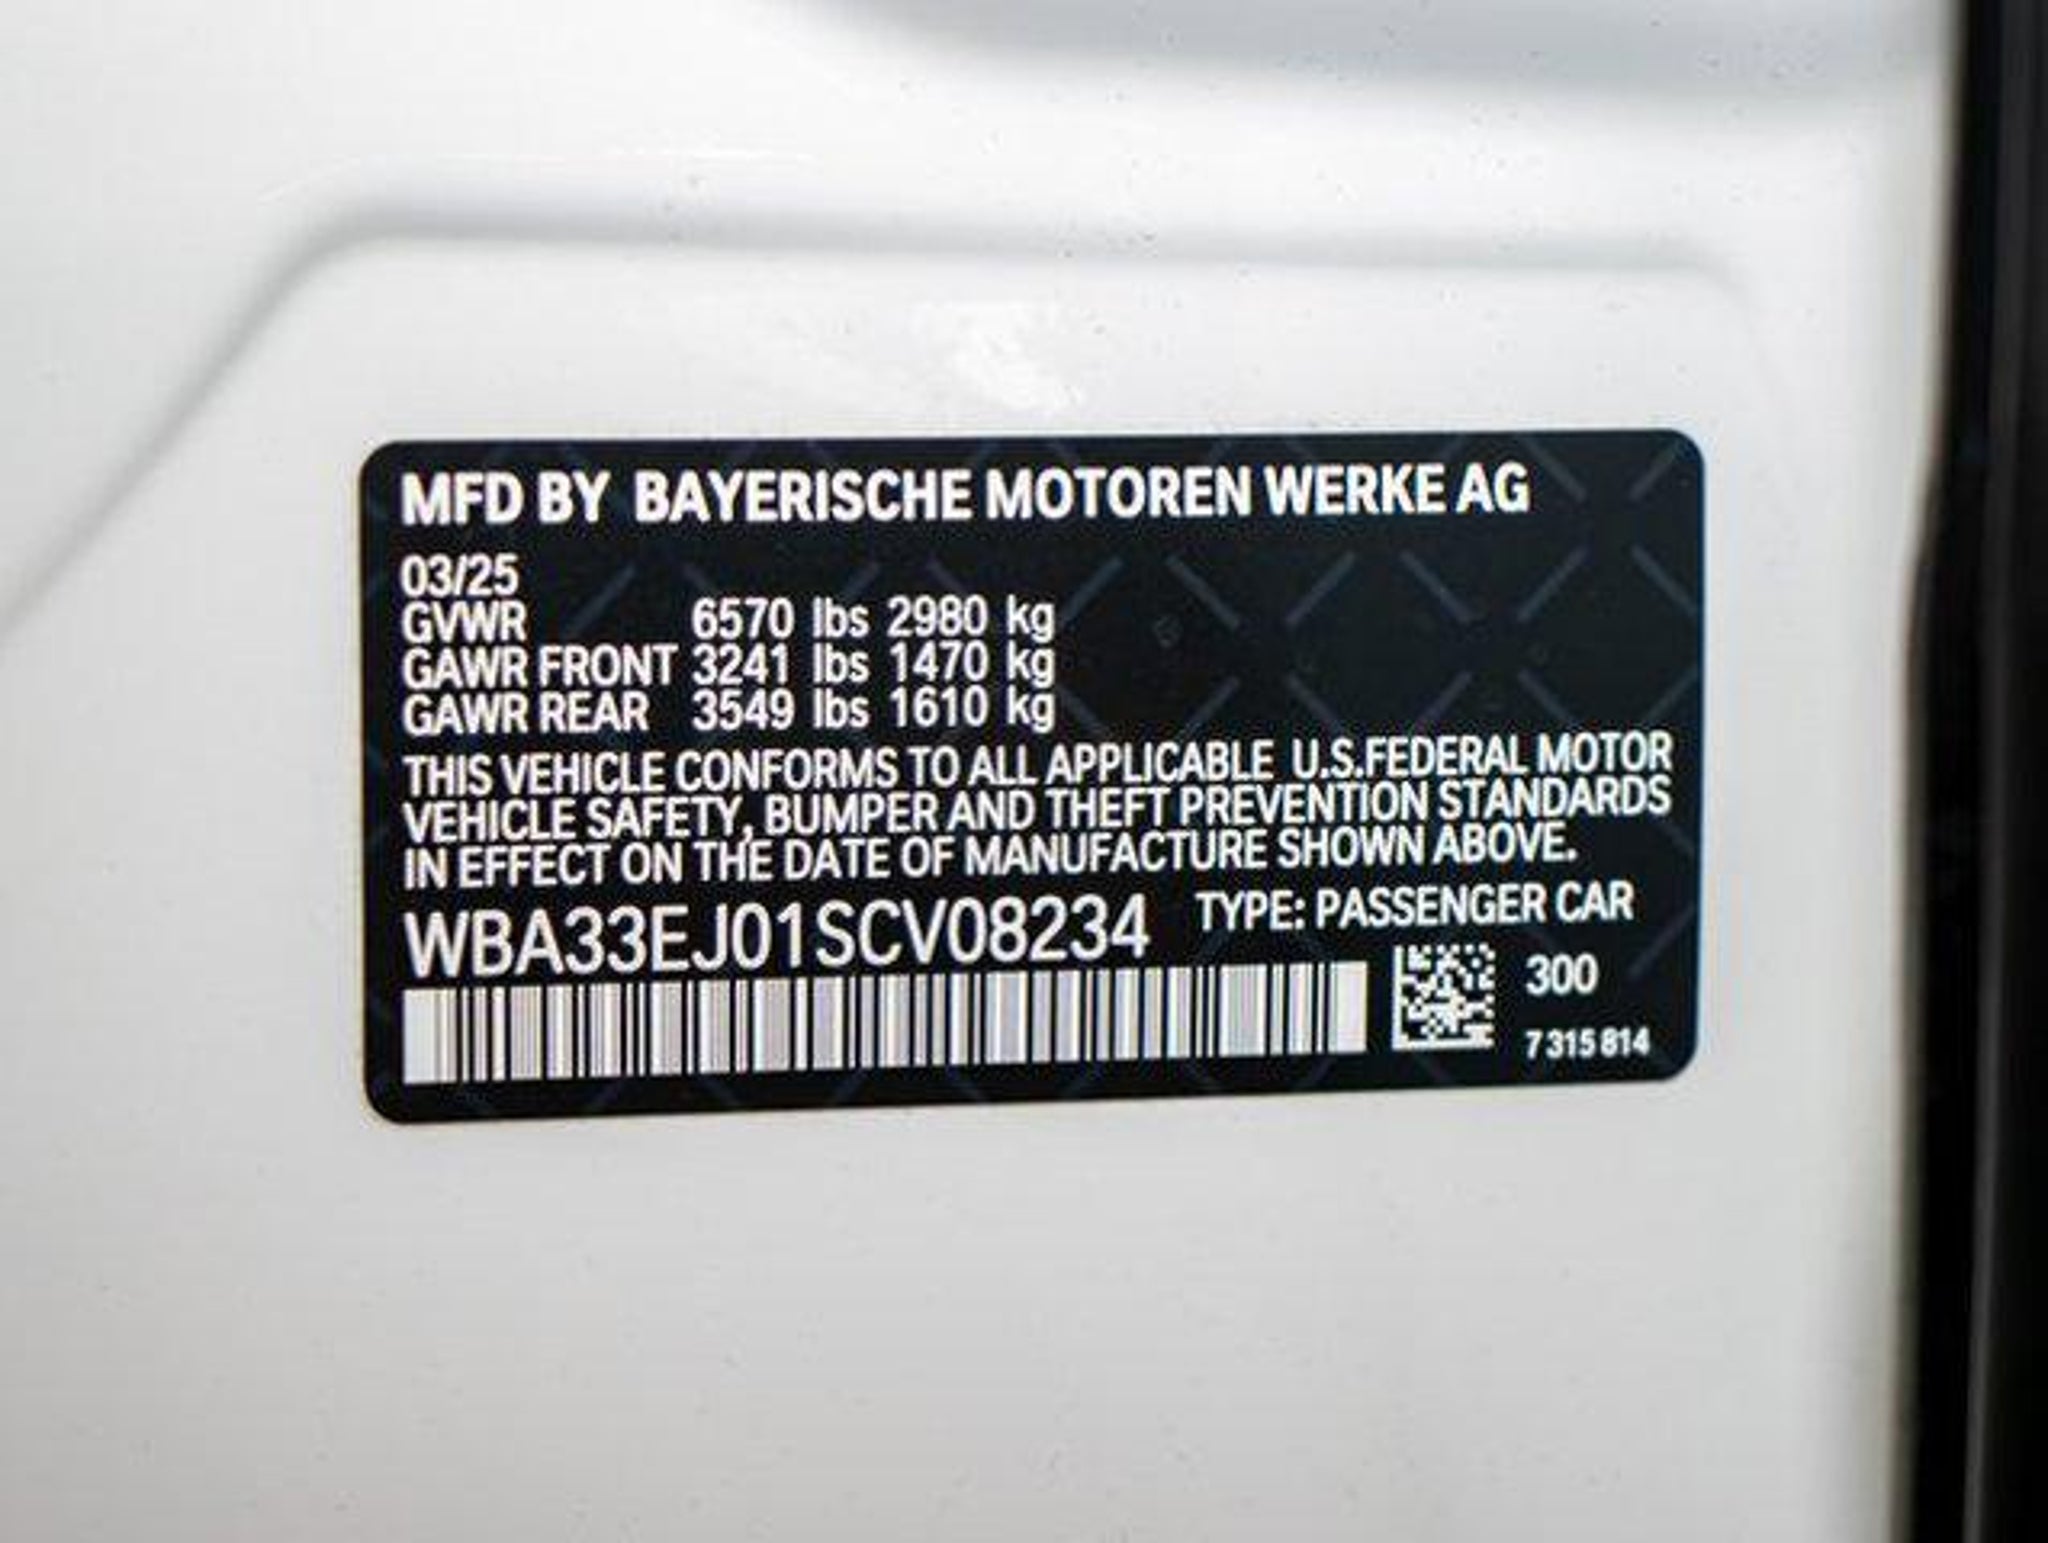 MFD BY BAYERISCHE MOTOREN WERKE AG
03/25
GVWR 6570 lbs 2980 kg
GAWR FRONT 3241 lbs 1470 kg
GAWR REAR 3549 lbs 1610 kg
THIS VEHICLE CONFORMS TO ALL APPLICABLE U.S.FEDERAL MOTOR
VEHICLE SAFETY, BUMPER AND THEFT PREVENTION STANDARDS
IN EFFECT ON THE DATE OF MANUFACTURE SHOWN ABOVE.
WBA33EJ01SCV08234 TYPE: PASSENGER CAR
300
7 315 814